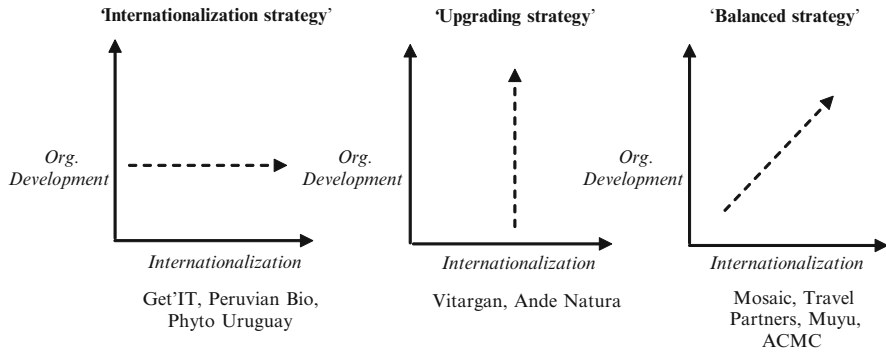 ‘Internationalization strategy’
Org.
Development
Internationalization
Get’IT, Peruvian Bio,
Phyto Uruguay
‘Upgrading strategy’
Org.
Development
Internationalization
Vitargan, Ande Natura
‘Balanced strategy’
Org.
Development
Internationalization
Mosaic, Travel
Partners, Muyu,
ACMC